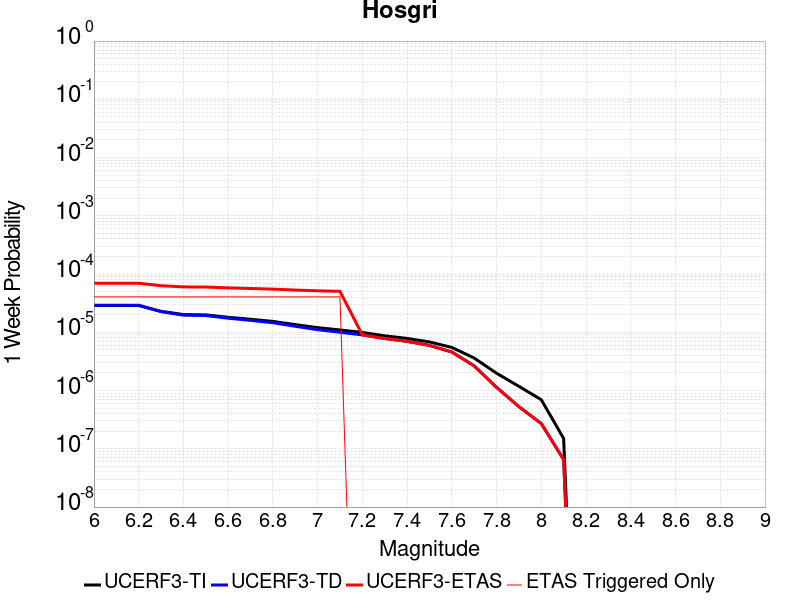 Hosgri
10^0
10^-1
10^-2
10^-3
10^-4
10^-5
10^-6
10^-7
10^-8
1 Week Probability
6 6.2 6.4 6.6 6.8 7 7.2 7.4 7.6 7.8 8 8.2 8.4 8.6 8.8 9
Magnitude
UCERF3-TI UCERF3-TD UCERF3-ETAS ETAS Triggered Only